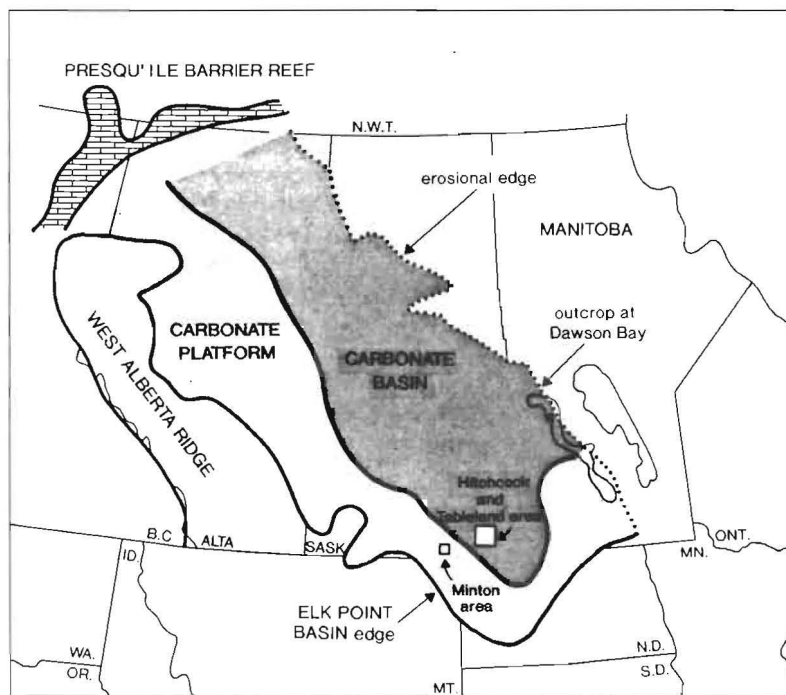 PRESQU'ILE BARRIER REEF
N.W.T.
erosional edge
MANITOBA
outcrop at
Dawson Bay
WEST ALBERTA RIDGE
CARBONATE
PLATFORM
CARBONATE
BASIN
Hitchcock
and
Tableland area
B.C
ALTA
SASK
Minton
area
ID.
ONT.
MN.
ELK POINT
BASIN edge
WA.
OR.
MT.
N.D.
S.D.